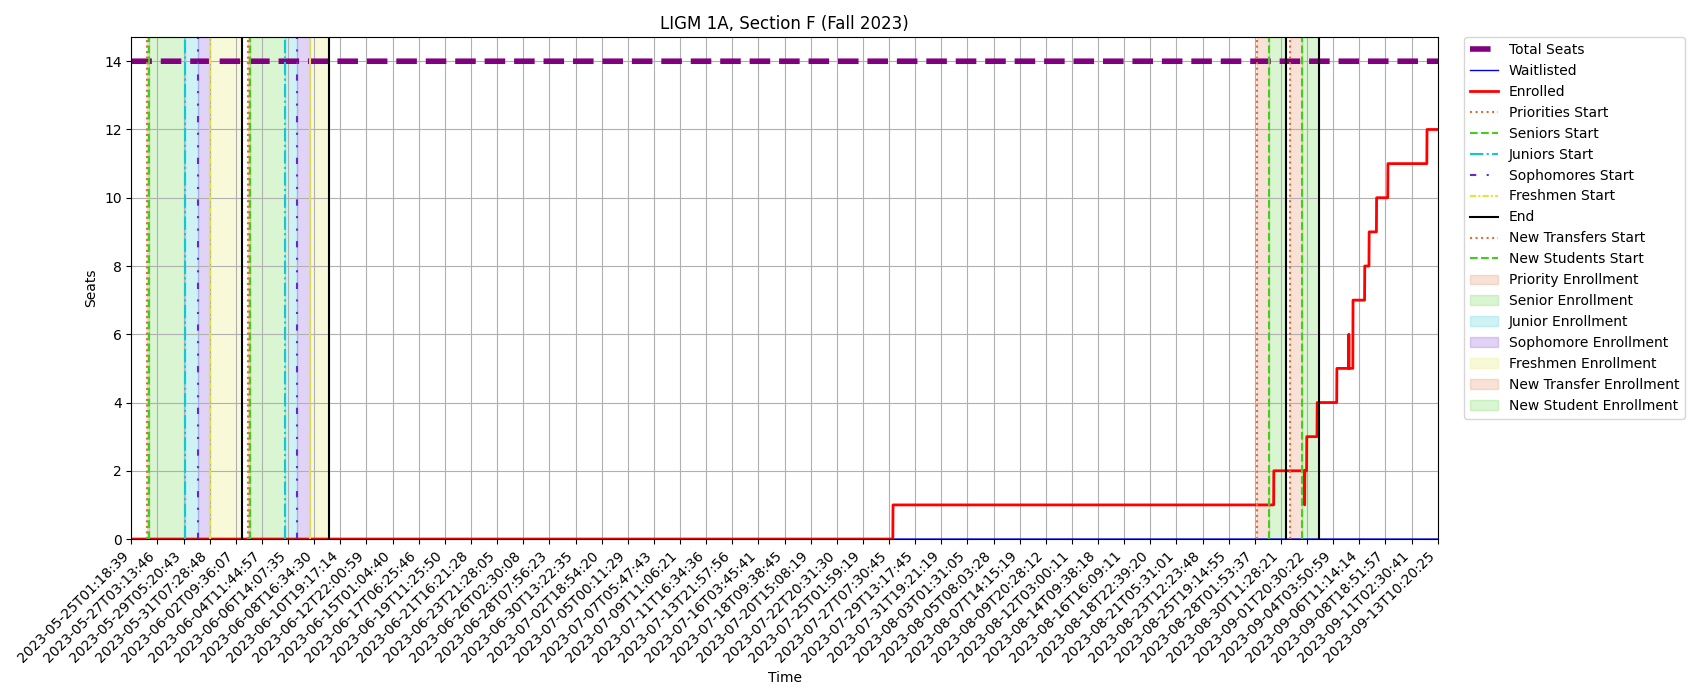 LIGM 1A, Section F (Fall 2023)
Seats
14
12
10
8
6
4
2
0
2023-05-25T01:18:39
2023-05-27T03:13:46
2023-05-29T05:20:43
2023-05-31T07:28:48
2023-06-02T09:36:07
2023-06-04T11:44:57
2023-06-06T14:07:35
2023-06-08T16:34:30
2023-06-10T19:17:14
2023-06-12T22:00:59
2023-06-15T01:04:40
2023-06-17T06:25:46
2023-06-19T11:25:50
2023-06-21T16:21:28
2023-06-23T21:28:05
2023-06-26T02:30:08
2023-06-28T07:56:23
2023-06-30T13:22:35
2023-07-02T18:54:20
2023-07-05T00:11:29
2023-07-07T05:47:43
2023-07-09T11:06:21
2023-07-11T16:34:36
2023-07-13T21:57:56
2023-07-16T03:45:41
2023-07-18T09:38:45
2023-07-20T15:08:19
2023-07-22T20:31:30
2023-07-25T01:59:19
2023-07-27T07:30:45
2023-07-29T13:17:45
2023-07-31T19:21:19
2023-08-03T01:31:05
2023-08-05T08:03:28
2023-08-07T14:15:19
2023-08-09T20:28:12
2023-08-12T03:00:11
2023-08-14T09:38:18
2023-08-16T16:09:11
2023-08-18T22:39:20
2023-08-21T05:31:01
2023-08-23T12:23:48
2023-08-25T19:14:55
2023-08-28T01:53:37
2023-08-30T11:28:21
2023-09-01T20:30:22
2023-09-04T03:50:59
2023-09-06T11:14:14
2023-09-08T18:51:57
2023-09-11T02:30:41
2023-09-13T10:20:25
Time
Total Seats
Waitlisted
Enrolled
Priorities Start
Seniors Start
Juniors Start
Sophomores Start
Freshmen Start
End
New Transfers Start
New Students Start
Priority Enrollment
Senior Enrollment
Junior Enrollment
Sophomore Enrollment
Freshmen Enrollment
New Transfer Enrollment
New Student Enrollment